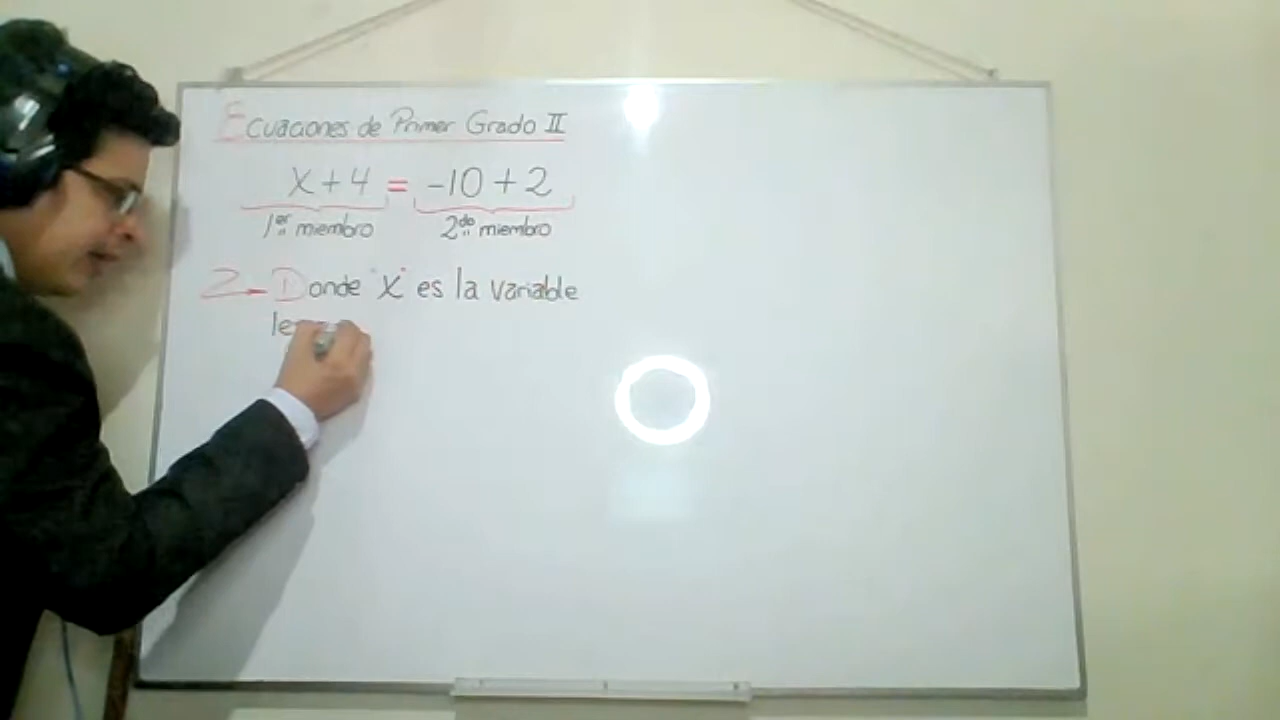 Ecuaciones de Primer Grado II
x + 4 = -10 + 2
1er miembro 2do miembro
2 Donde "X" es la variable